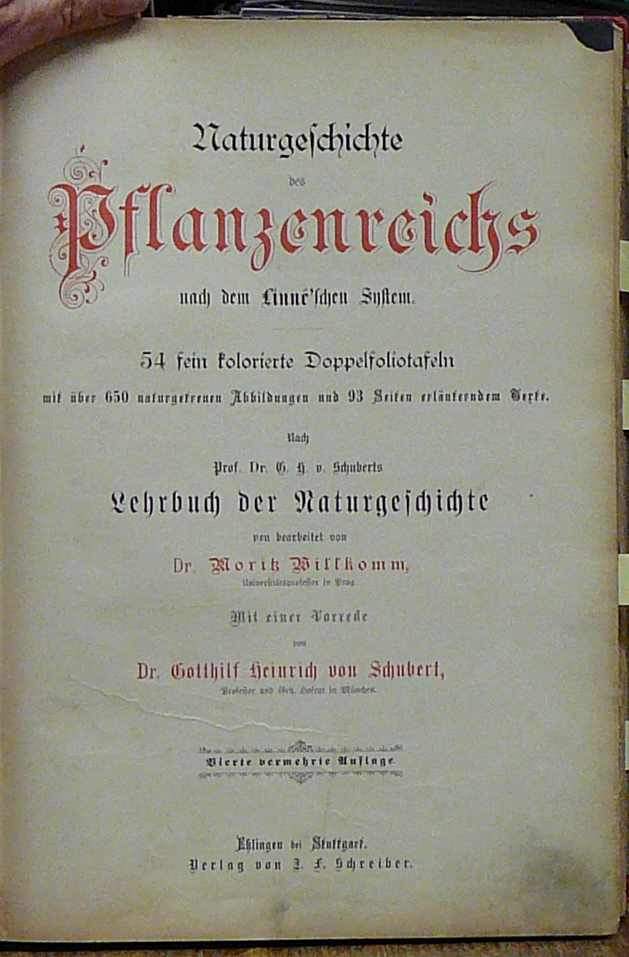 Naturgeschichte
des
Pflanzenreichs
nach dem Linné'schen System.
54 fein kolorierte Doppelfoliotafeln
mit über 650 naturgetreuen Abbildungen und 93 Seiten erläuterndem Texte.
Nach
Prof. Dr. G. H. v. Schuberts
Lehrbuch der Naturgeschichte
neu bearbeitet von
Dr. Moritz Willkomm,
Universitätsprofessor in Prag.
Mit einer Vorrede
von
Dr. Gotthilf Heinrich von Schubert,
Professor und Geh. Hofrat in München.
Vierte vermehrte Auflage.
Eßlingen bei Stuttgart.
Verlag von J. F. Schreiber.